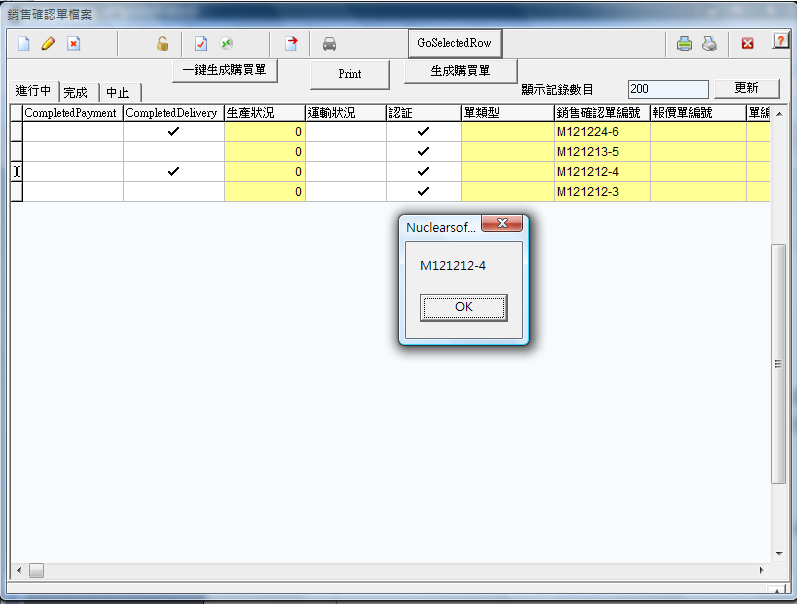 銷售確認單檔案
GoSelectedRow
一鍵生成購買單
Print
生成購買單
顯示記錄數目
200
更新
進行中
完成
中止
CompletedPayment CompletedDelivery 生產狀況 運輸狀況 認証 單類型 銷售確認單編號 報價單編號 單編
0 M121224-6
0 M121213-5
0 M121212-4
0 M121212-3
Nuclearsof...
M121212-4
OK